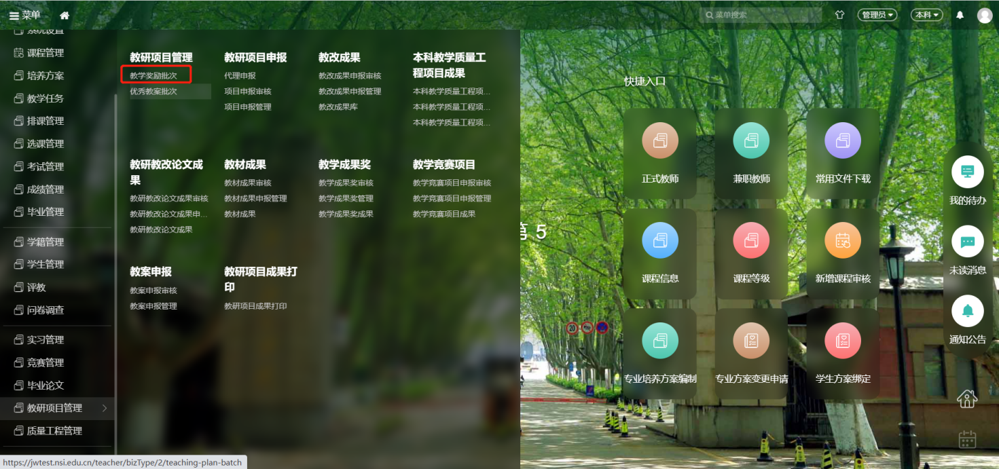 菜单
菜单搜索
管理员
本科
系统设置
课程管理
培养方案
教学任务
排课管理
选课管理
考试管理
成绩管理
毕业管理
学籍管理
学生管理
评教
问卷调查
实习管理
竞赛管理
毕业论文
教研项目管理
质量工程管理
教研项目管理
教学奖励批次
优秀教案批次
教研项目申报
代理申报
项目申报审核
项目申报管理
教改成果
教改成果申报审核
教改成果申报管理
教改成果库
本科教学质量工
程项目成果
本科教学质量工程项...
本科教学质量工程项...
本科教学质量工程项...
教研教改论文成
果
教研教改论文成果审核
教研教改论文成果申...
教研教改论文成果
教材成果
教材成果审核
教材成果申报管理
教材成果
教学成果奖
教学成果奖审核
教学成果奖管理
教学成果奖成果
教学竞赛项目
教学竞赛项目申报审核
教学竞赛项目申报管理
教学竞赛项目成果
教案申报
教案申报审核
教案申报管理
教研项目成果打
印
教研项目成果打印
第 5
快捷入口
正式教师
兼职教师
常用文件下载
课程信息
课程等级
新增课程审核
专业培养方案编制
专业方案变更申请
学生方案绑定
我的待办
未读消息
通知公告
20
https://jwtest.nsi.edu.cn/teacher/bizType/2/teaching-plan-batch